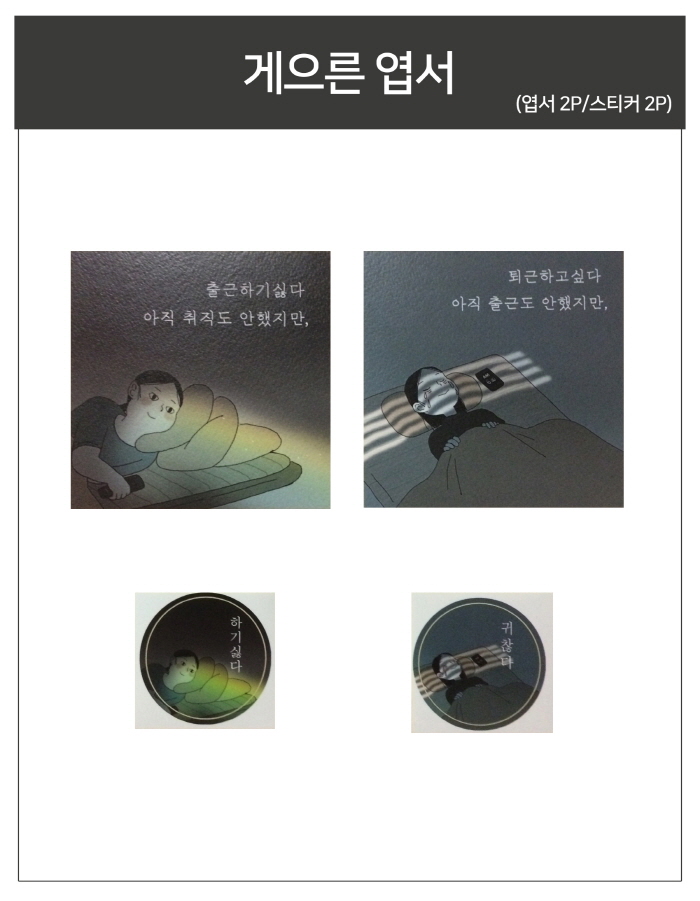 게으른 엽서
(엽서 2P/스티커 2P)
출근하기싫다
아직 취직도 안했지만,
퇴근하고싶다
아직 출근도 안했지만,
하기싫다
귀찮다